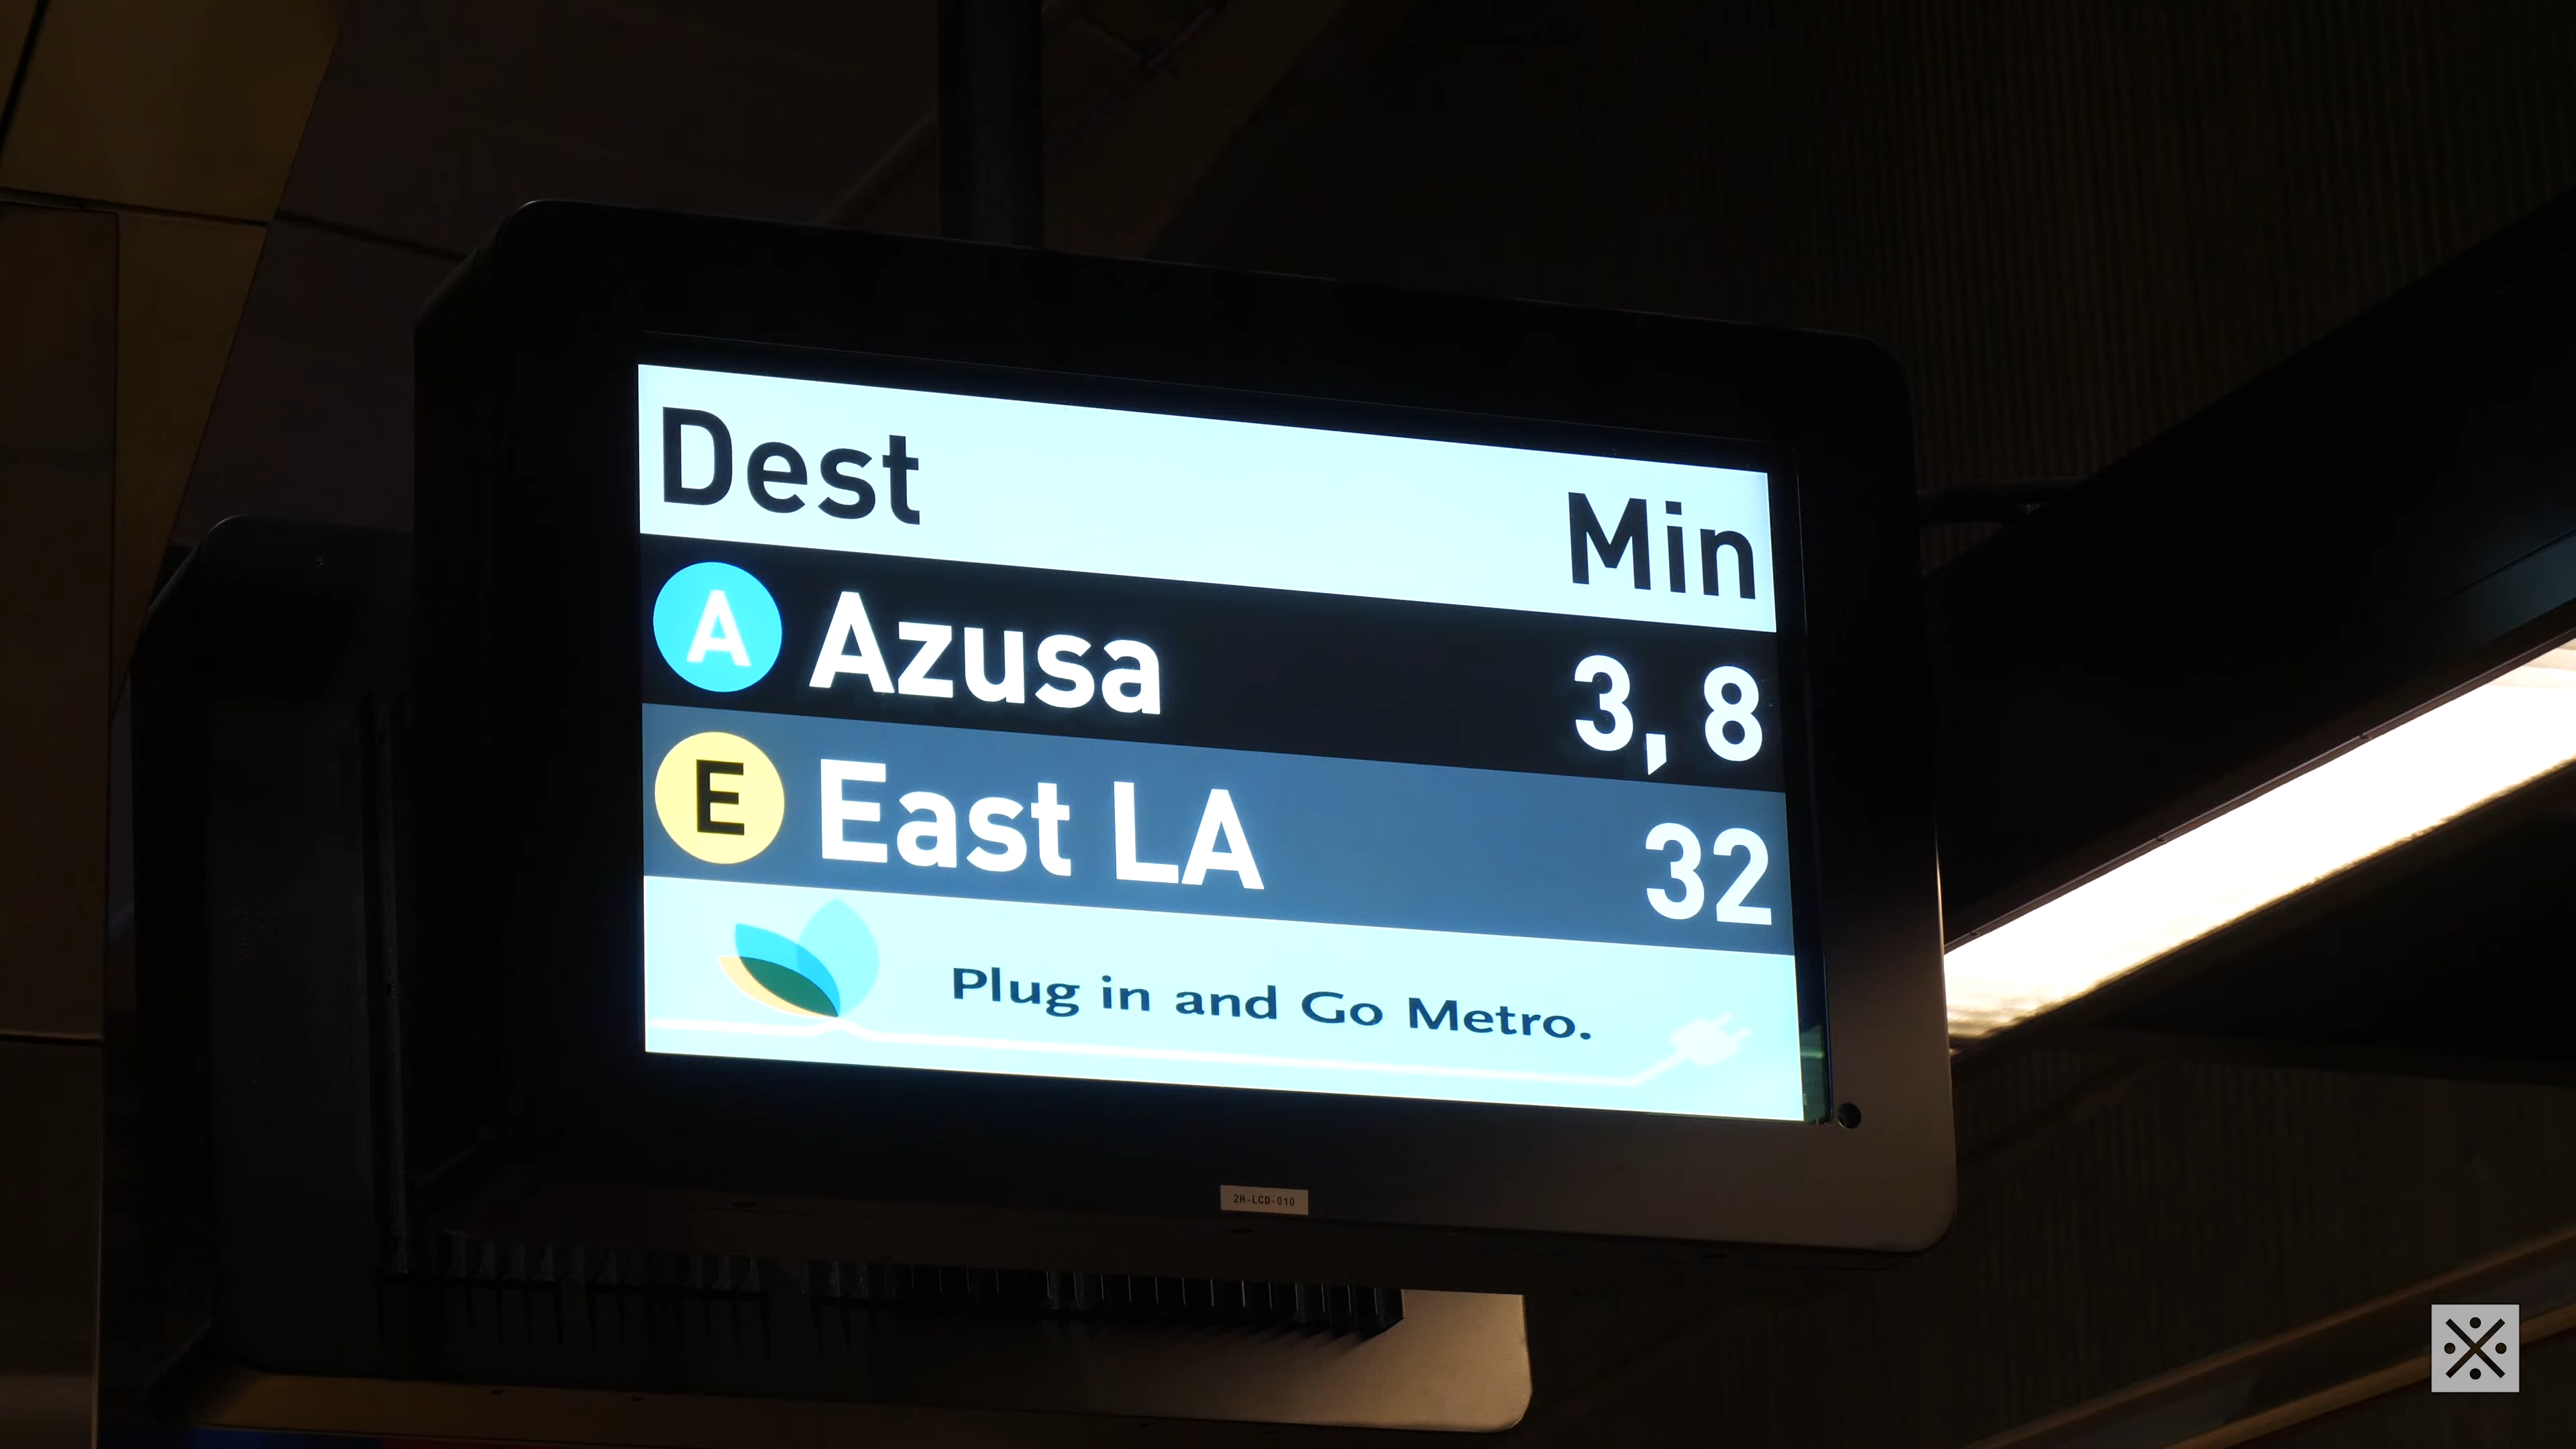 Dest Min
A Azusa 3, 8
E East LA 32
Plug in and Go Metro.
2H-LCD-010